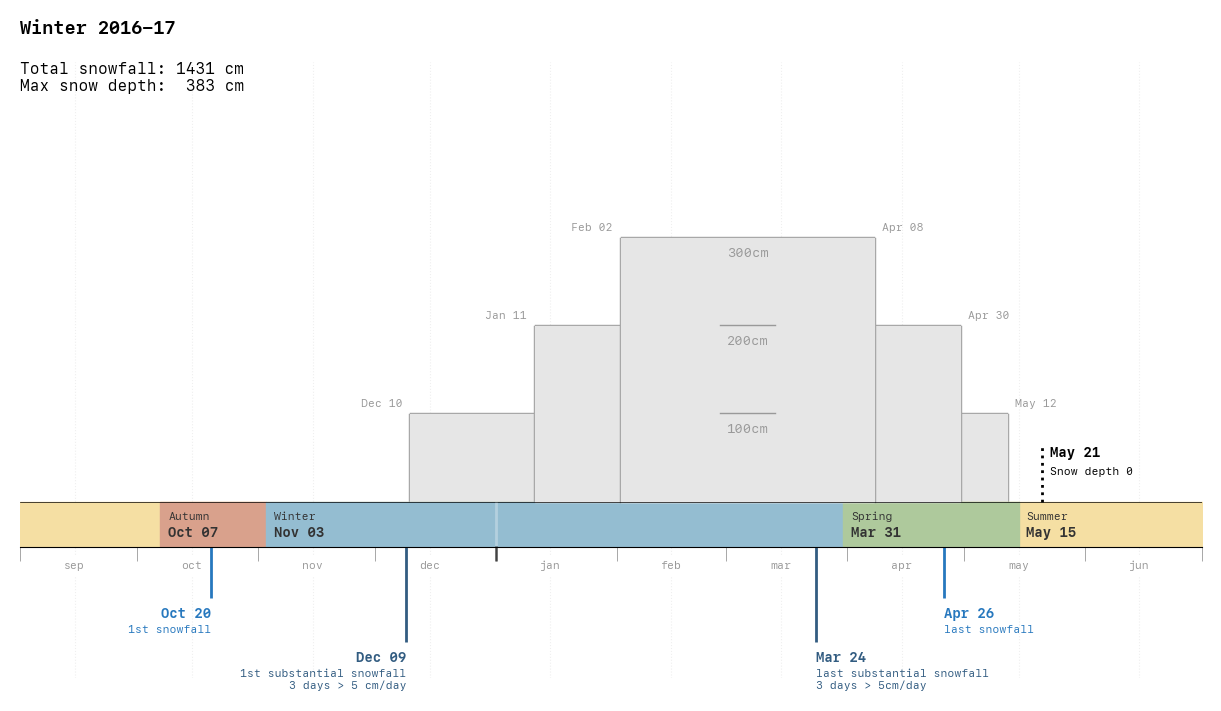 Winter 2016–17
Total snowfall: 1431 cm
Max snow depth: 383 cm
Feb 02
Apr 08
300cm
Jan 11
Apr 30
200cm
Dec 10
May 12
100cm
May 21
Snow depth 0
Autumn
Oct 07
Winter
Nov 03
Spring
Mar 31
Summer
May 15
sep oct nov dec jan feb mar apr may jun
Oct 20
1st snowfall
Apr 26
last snowfall
Dec 09
1st substantial snowfall
3 days > 5 cm/day
Mar 24
last substantial snowfall
3 days > 5cm/day